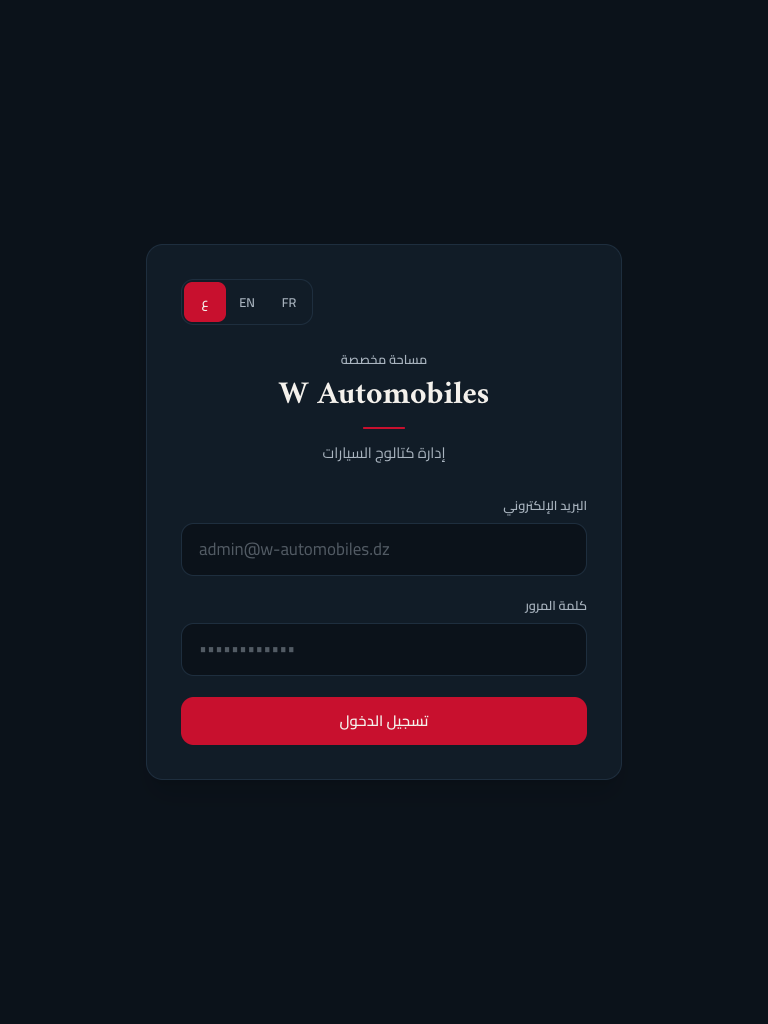 FR EN ع
مساحة مخصصة
W Automobiles
إدارة كتالوج السيارات
البريد الإلكتروني
admin@w-automobiles.dz
كلمة المرور
••••••••••••
تسجيل الدخول